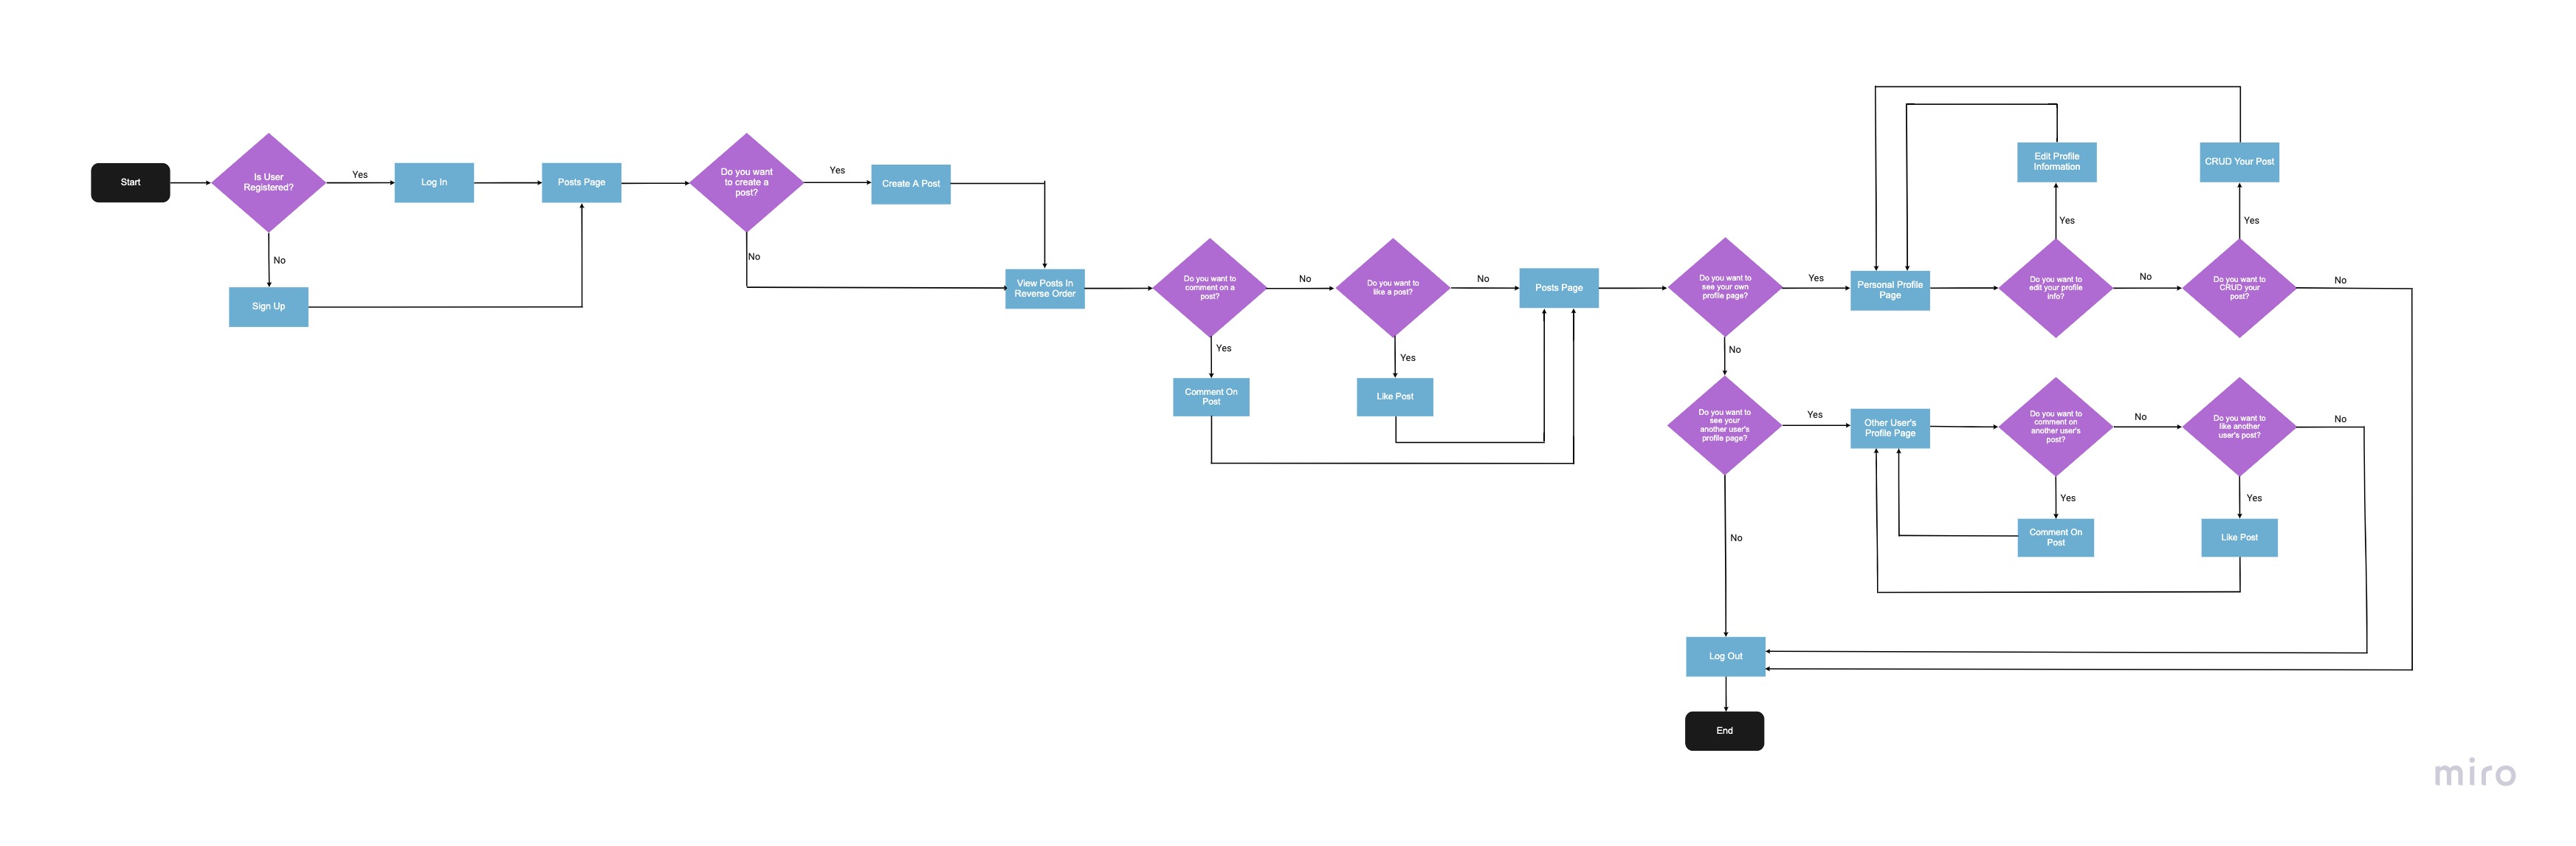 Start
Is User
Registered?
Yes
Log In
Posts Page
No
Sign Up
Do you want
to create a
post?
Yes
Create A Post
No
View Posts In
Reverse Order
Do you want to
comment on a
post?
No
Do you want to
like a post?
No
Posts Page
Yes
Comment On
Post
Yes
Like Post
Do you want to
see your own
profile page?
Yes
Personal Profile
Page
Do you want to
edit your profile
info?
Yes
Edit Profile
Information
No
Do you want to
CRUD your
post?
Yes
CRUD Your Post
No
No
Do you want to
see your
another user's
profile page?
Yes
Other User's
Profile Page
Do you want to
comment on
another user's
post?
No
Do you want to
like another
user's post?
No
Yes
Comment On
Post
Yes
Like Post
No
Log Out
End
miro